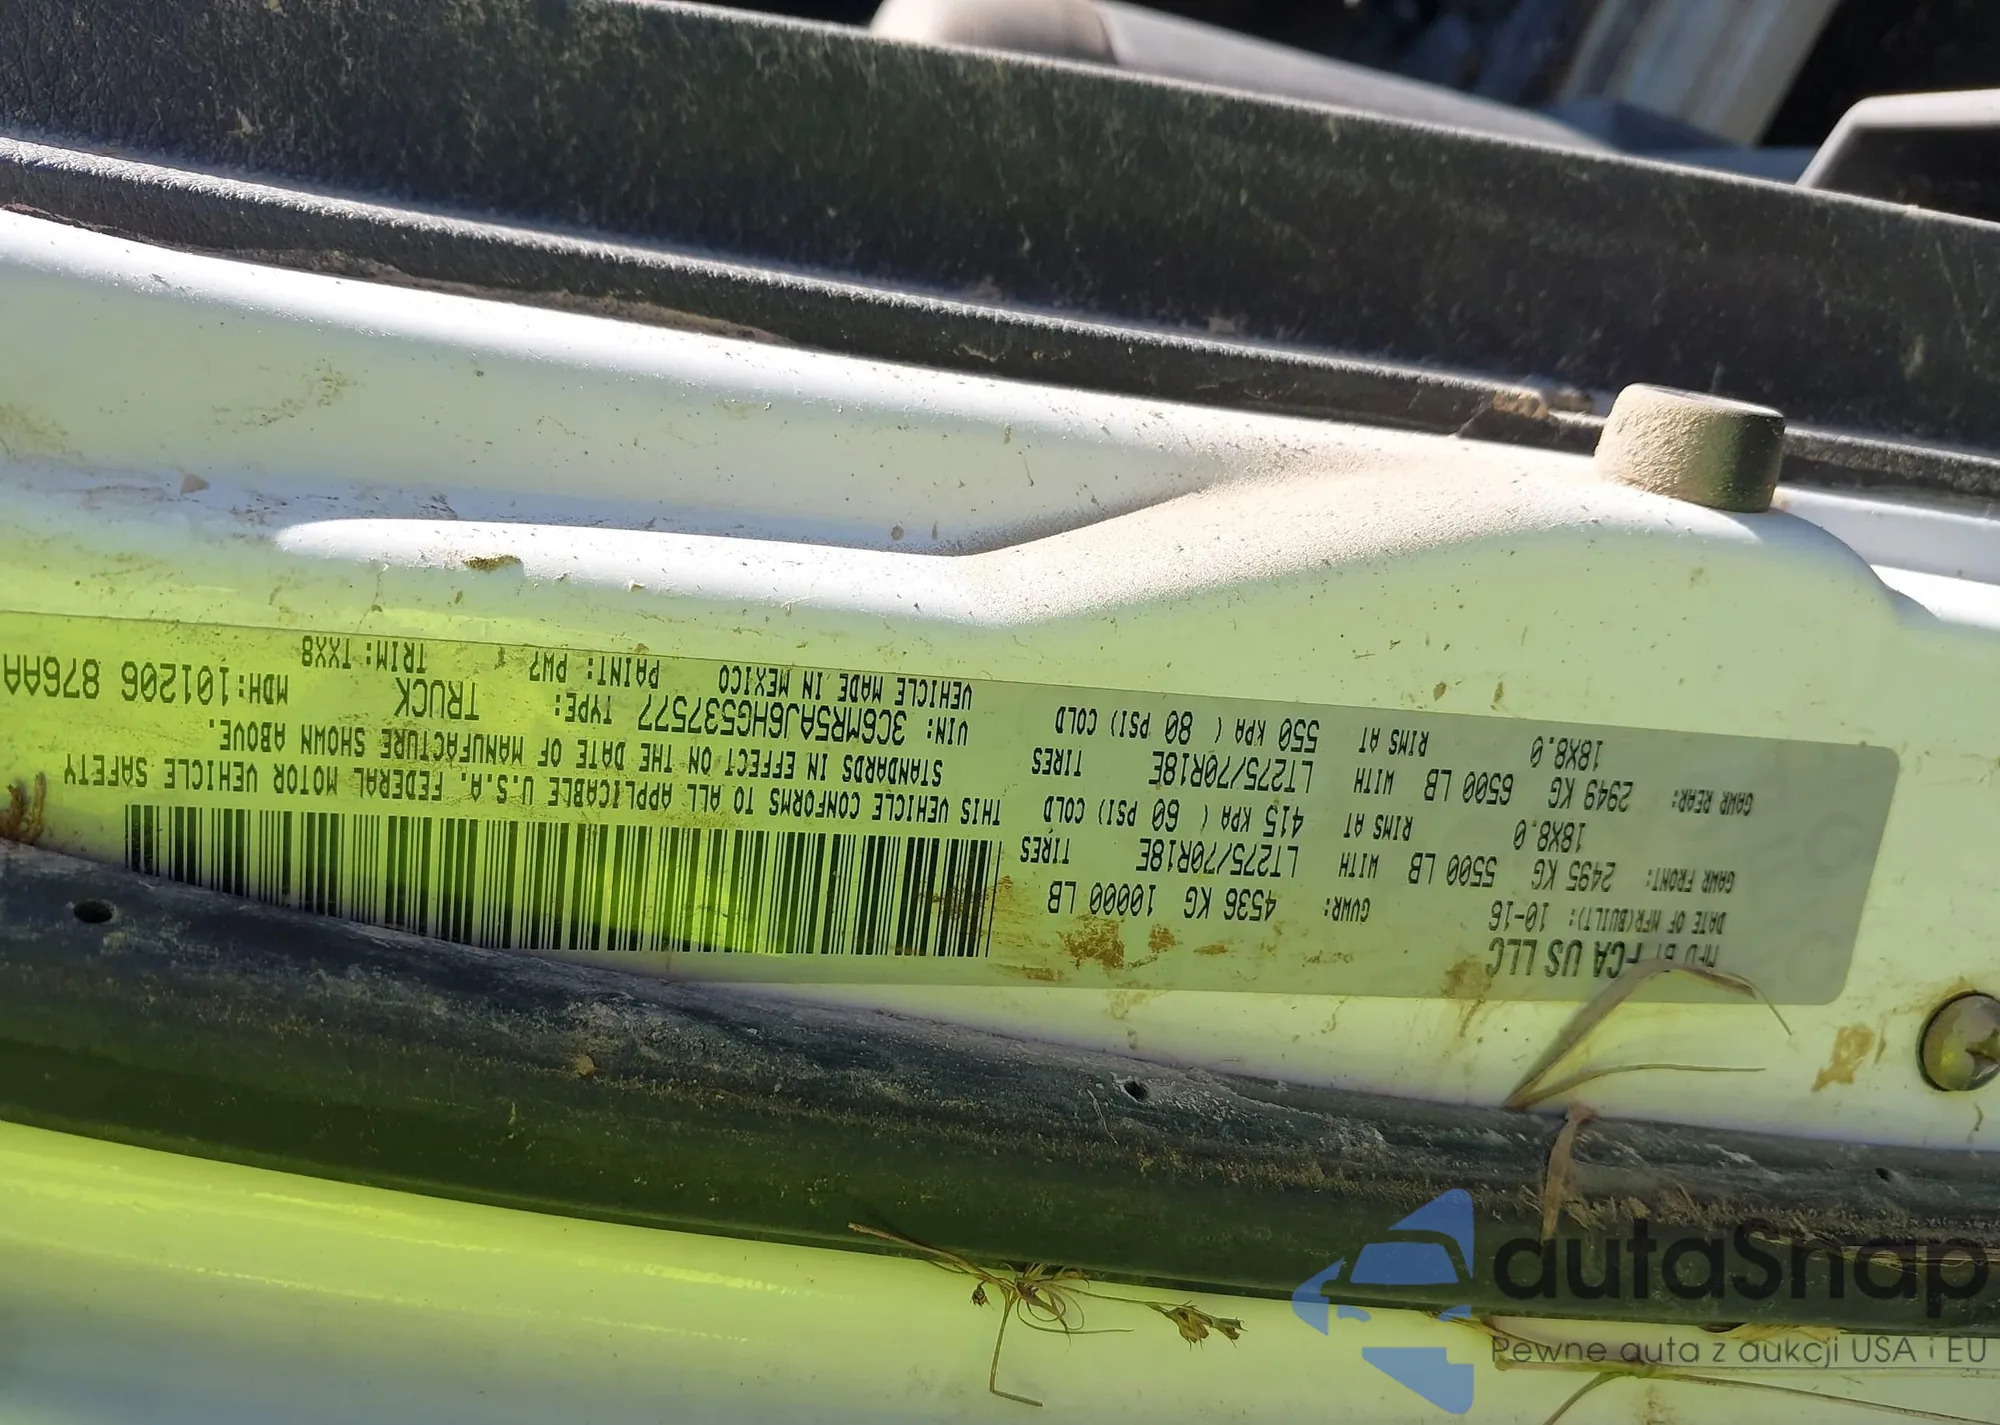 MFD BY FCA US LLC
DATE OF MFR(BUILT): 10-16 GVWR: 4536 KG 10000 LB
GAWR FRONT: 2495 KG 5500 LB WITH LT275/70R18E TIRES
18X8.0 RIMS AT 415 KPA ( 60 PSI) COLD
GAWR REAR: 2949 KG 6500 LB WITH LT275/70R18E TIRES
18X8.0 RIMS AT 550 KPA ( 80 PSI) COLD
THIS VEHICLE CONFORMS TO ALL APPLICABLE U.S.A. FEDERAL MOTOR VEHICLE SAFETY
STANDARDS IN EFFECT ON THE DATE OF MANUFACTURE SHOWN ABOVE.
VIN: 3C6MR5AJ6HG537577 TYPE: TRUCK MDH:101206 876AA
VEHICLE MADE IN MEXICO PAINT: PW7 TRIM: TXX8
autaSnap
Pewne auta z aukcji USA i EU